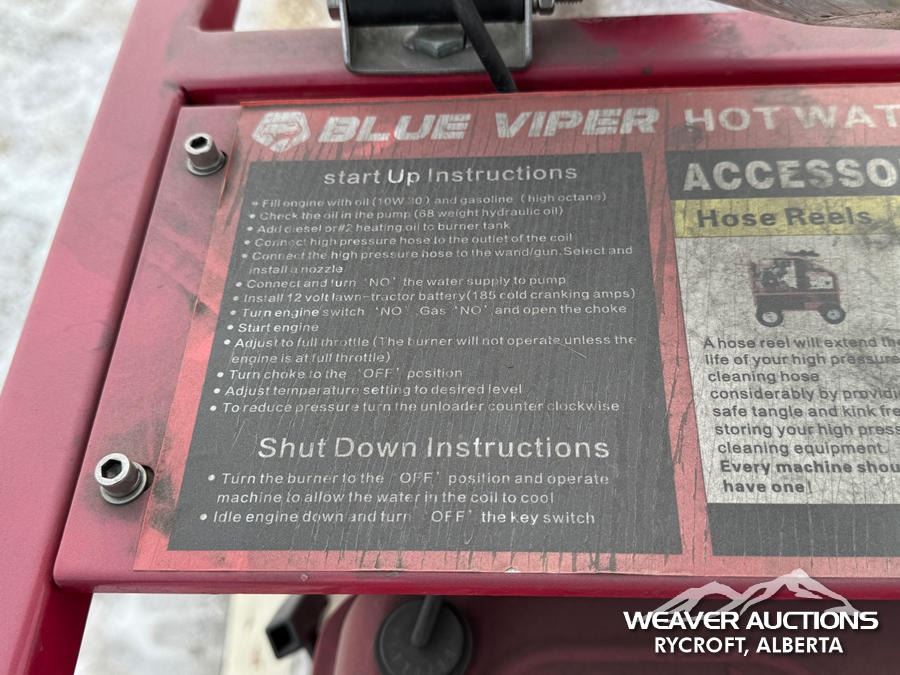 BLUE VIPER HOT WAT
start Up Instructions
• Fill engine with oil (10W 30) and gasoline (high octane)
• Check the oil in the pump (68 weight hydraulic oil)
• Add diesel or #2 heating oil to burner tank
• Connect high pressure hose to the outlet of the coil
• Connect the high pressure hose to the wand/gun. Select and
install a nozzle
• Connect and turn 'NO' the water supply to pump
• Install 12 volt lawn-tractor battery (185 cold cranking amps)
• Turn engine switch 'NO' Gas 'NO' and open the choke
• Start engine
• Adjust to full throttle (The burner will not operate unless the
engine is at full throttle)
• Turn choke to the 'OFF' position
• Adjust temperature setting to desired level
• To reduce pressure turn the unloader counter clockwise
Shut Down Instructions
• Turn the burner to the 'OFF' position and operate
machine to allow the water in the coil to cool
• Idle engine down and turn 'OFF' the key switch
ACCESSO
Hose Reels
A hose reel will extend the
life of your high pressure
cleaning hose
considerably by providi
safe tangle and kink fre
storing your high press
cleaning equipment.
Every machine shou
have one!
WEAVER AUCTIONS
RYCROFT, ALBERTA